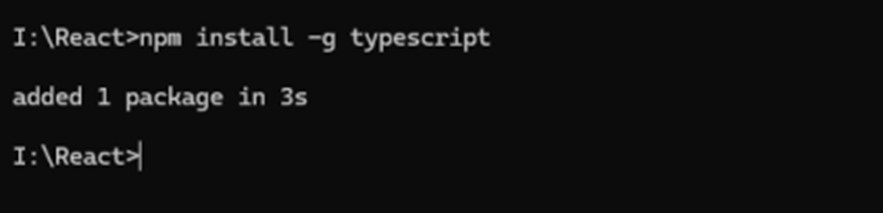 I:\React>npm install -g typescript
added 1 package in 3s
I:\React>